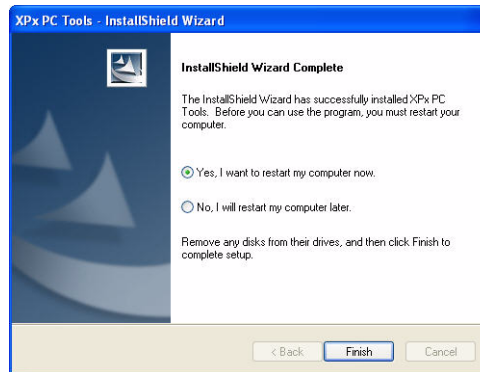 XPx PC Tools - InstallShield Wizard
InstallShield Wizard Complete
The InstallShield Wizard has successfully installed XPx PC
Tools. Before you can use the program, you must restart your
computer.
Yes, I want to restart my computer now.
No, I will restart my computer later.
Remove any disks from their drives, and then click Finish to
complete setup.
< Back Finish Cancel